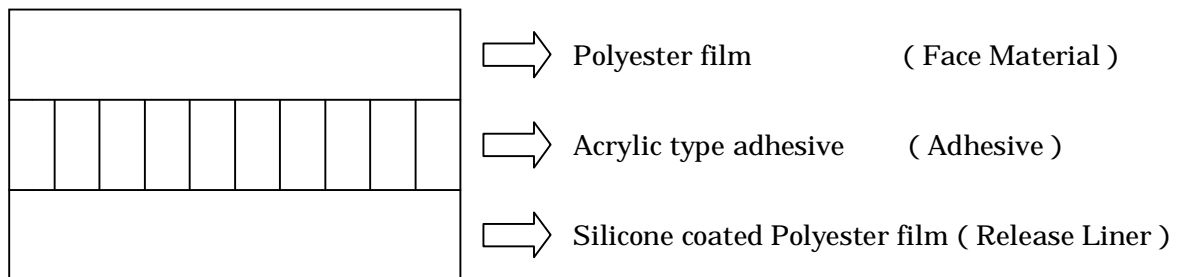 Polyester film ( Face Material )
Acrylic type adhesive ( Adhesive )
Silicone coated Polyester film ( Release Liner )